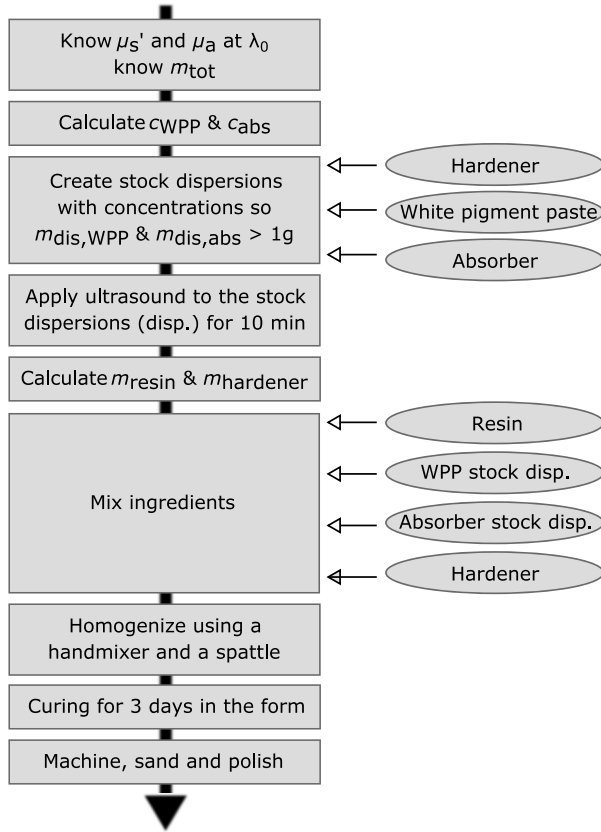 Know μs' and μa at λ0
know mtot
Calculate cWPP & cabs
Create stock dispersions
with concentrations so
mdis,WPP & mdis,abs > 1g
Hardener
White pigment paste
Absorber
Apply ultrasound to the stock
dispersions (disp.) for 10 min
Calculate mresin & mhardener
Mix ingredients
Resin
WPP stock disp.
Absorber stock disp.
Hardener
Homogenize using a
handmixer and a spattle
Curing for 3 days in the form
Machine, sand and polish